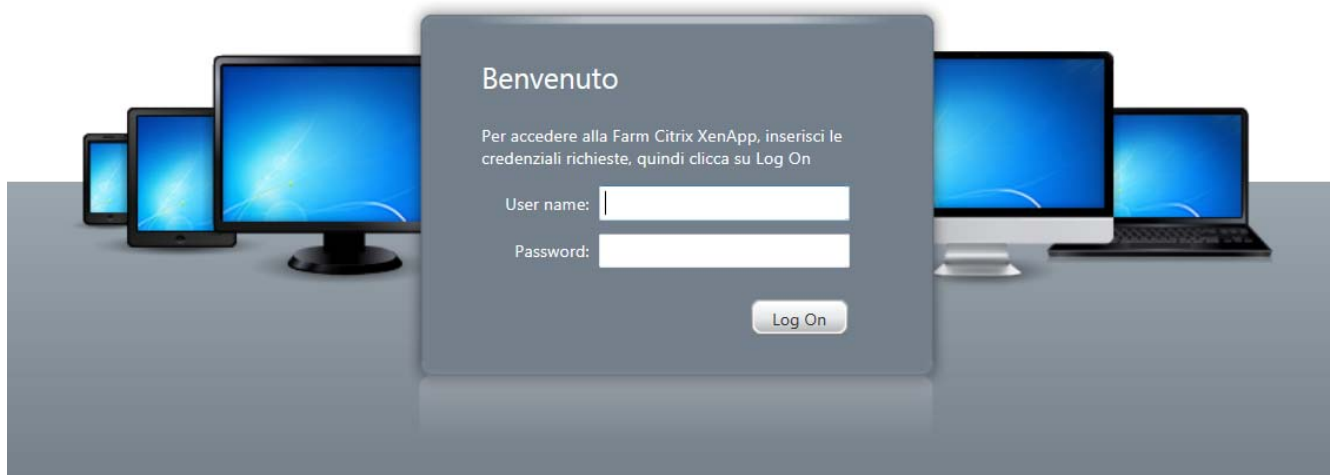 Benvenuto
Per accedere alla Farm Citrix XenApp, inserisci le
credenziali richieste, quindi clicca su Log On
User name:
Password:
Log On